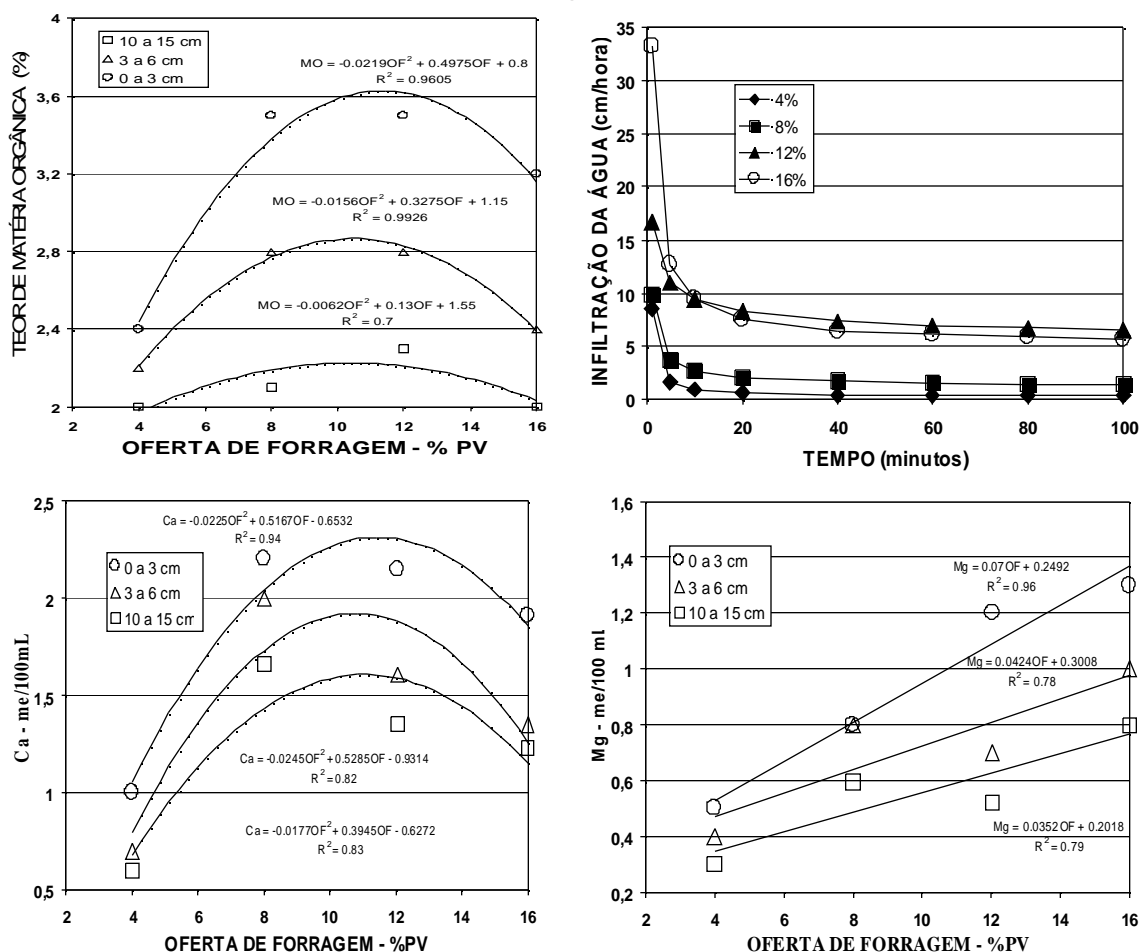 4
3,6
3,2
2,8
2,4
2
TEOR DE MATÉRIA ORGÂNICA (%)
10 a 15 cm
3 a 6 cm
0 a 3 cm
MO = -0.0219OF² + 0.4975OF + 0.8
R² = 0.9605
MO = -0.0156OF² + 0.3275OF + 1.15
R² = 0.9926
MO = -0.0062OF² + 0.13OF + 1.55
R² = 0.7
2 4 6 8 10 12 14 16
OFERTA DE FORRAGEM - % PV
35
30
25
20
15
10
5
0
INFILTRAÇÃO DA ÁGUA (cm/hora)
4%
8%
12%
16%
0 20 40 60 80 100
TEMPO (minutos)
2,5
2
1,5
1
0,5
Ca - me/100mL
Ca = -0.0225OF² + 0.5167OF - 0.6532
R² = 0.94
0 a 3 cm
3 a 6 cm
10 a 15 cm
Ca = -0.0245OF² + 0.5285OF - 0.9314
R² = 0.82
Ca = -0.0177OF² + 0.3945OF - 0.6272
R² = 0.83
2 4 6 8 10 12 14 16
OFERTA DE FORRAGEM - %PV
1,6
1,4
1,2
1
0,8
0,6
0,4
0,2
Mg - me/100 ml
0 a 3 cm
3 a 6 cm
10 a 15 cm
Mg = 0.07OF + 0.2492
R² = 0.96
Mg = 0.0424OF + 0.3008
R² = 0.78
Mg = 0.0352OF + 0.2018
R² = 0.79
2 4 6 8 10 12 14 16
OFERTA DE FORRAGEM - %PV